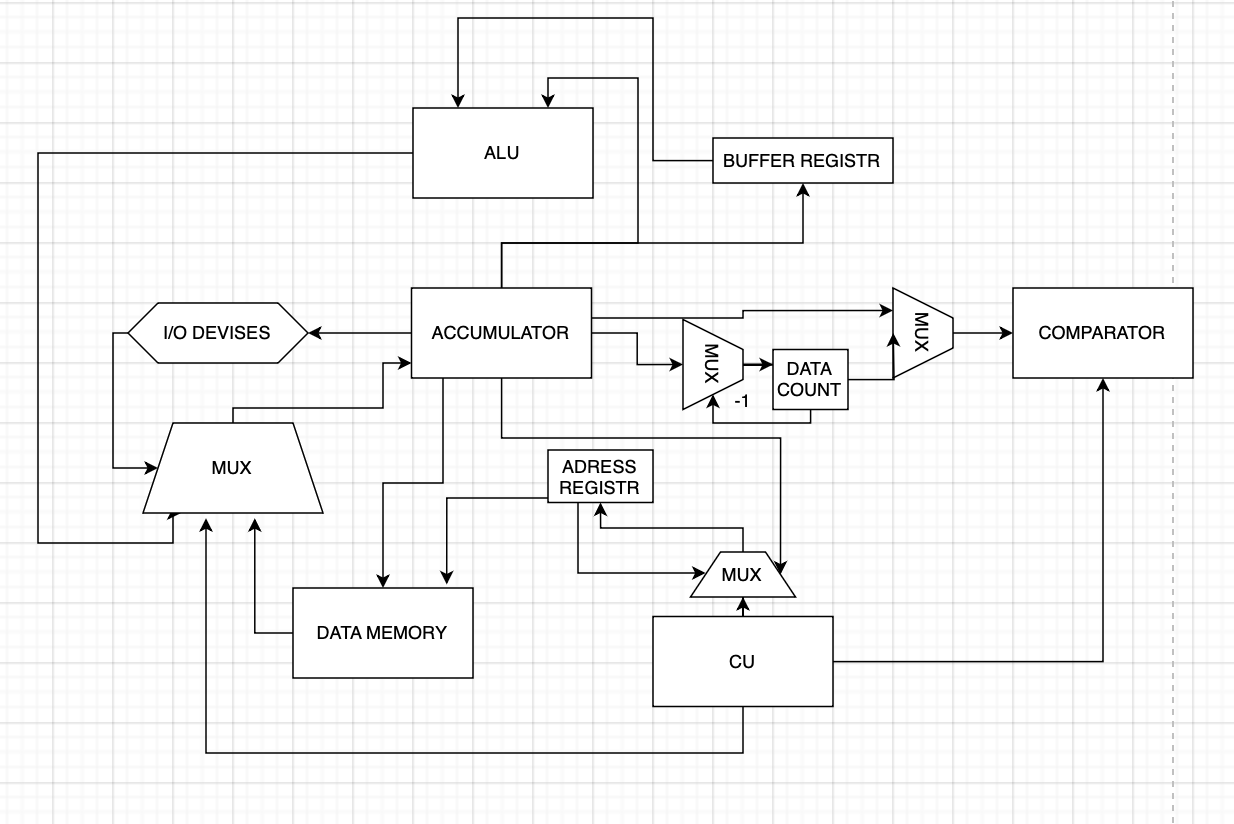 ALU
BUFFER REGISTR
I/O DEVISES
ACCUMULATOR
MUX
COMPARATOR
MUX
DATA
COUNT
-1
MUX
ADRESS
REGISTR
MUX
DATA MEMORY
CU